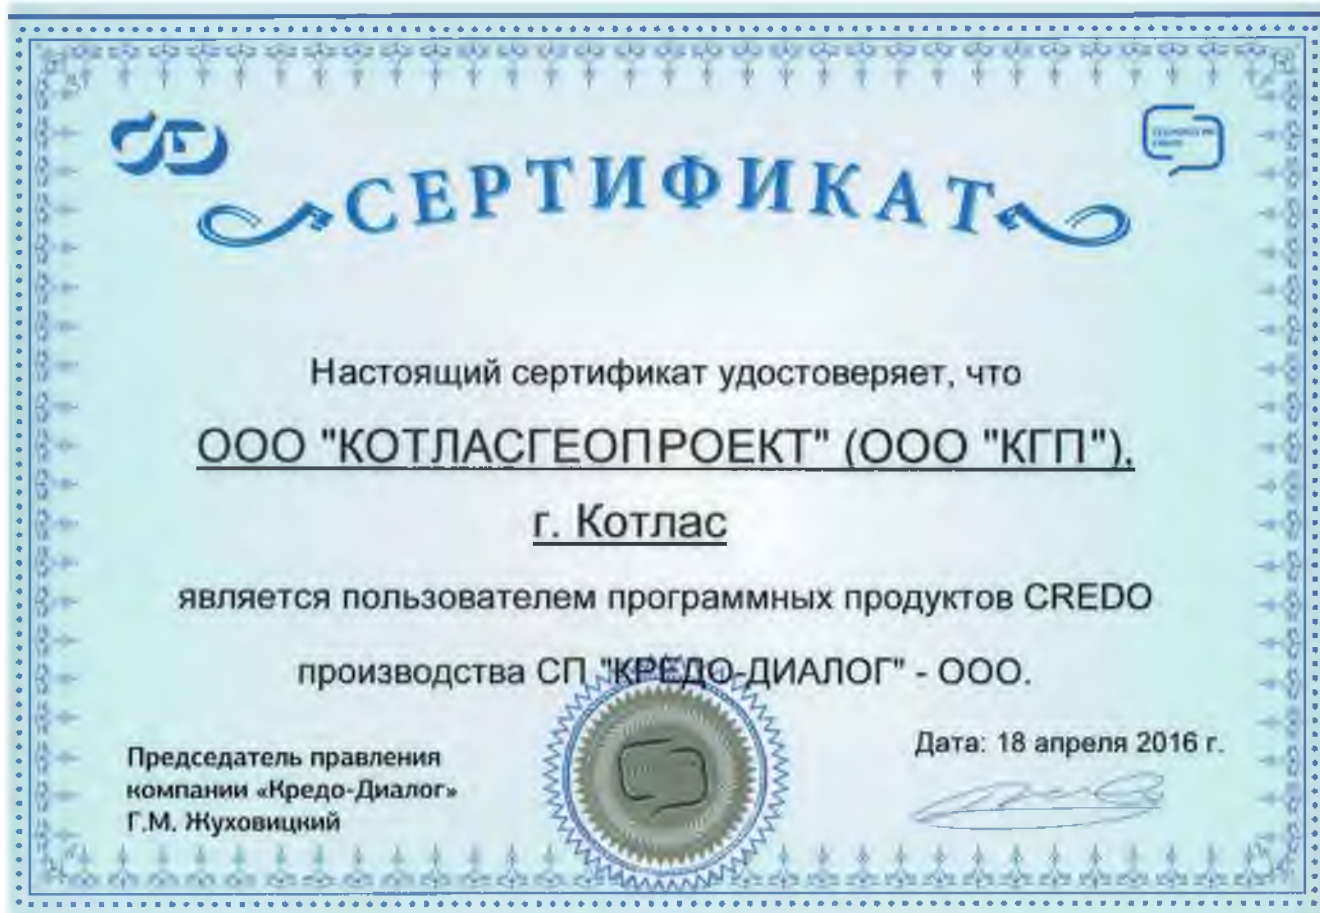 СЕРТИФИКАТ
Настоящий сертификат удостоверяет, что
ООО "КОТЛАСГЕОПРОЕКТ" (ООО "КГП"),
г. Котлас
является пользователем программных продуктов CREDO
производства СП "КРЕДО-ДИАЛОГ" - ООО.
Дата: 18 апреля 2016 г.
Председатель правления
компании «Кредо-Диалог»
Г.М. Жуховицкий